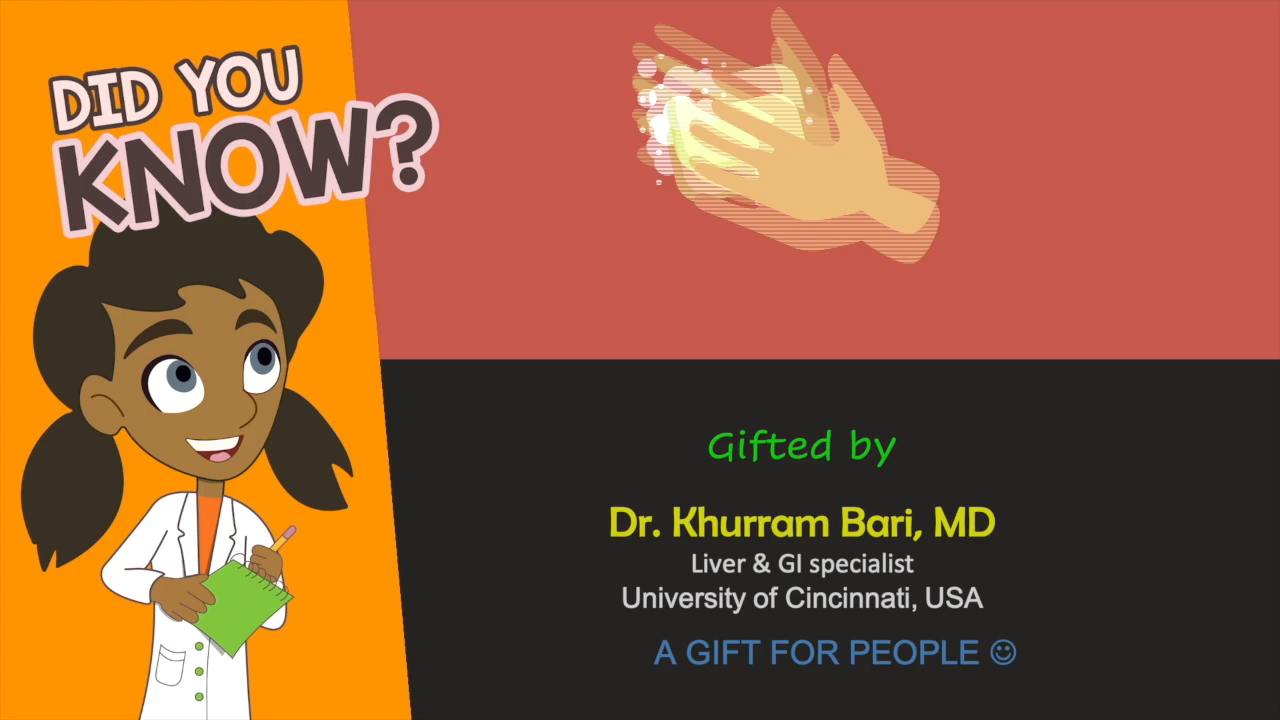 DID YOU
KNOW?
Gifted by
Dr. Khurram Bari, MD
Liver & GI specialist
University of Cincinnati, USA
A GIFT FOR PEOPLE ☺